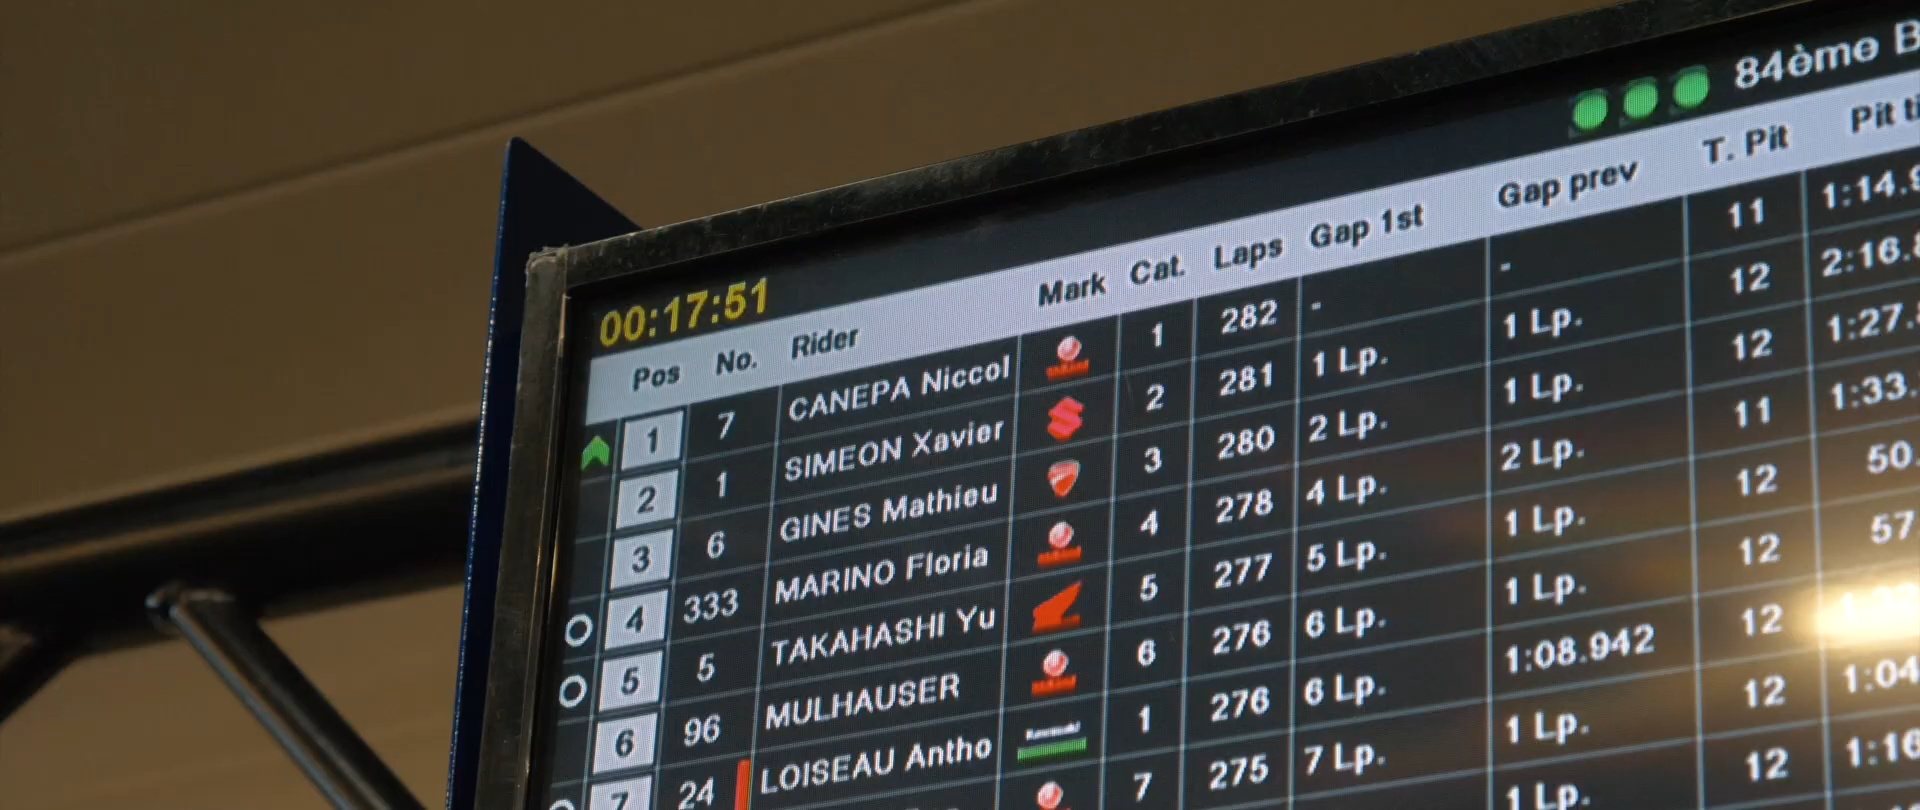 84ème B
00:17:51
Pos No. Rider Mark Cat. Laps Gap 1st Gap prev T. Pit Pit ti
1 7 CANEPA Niccol 1 282 - - 11 1:14.9
2 1 SIMEON Xavier 2 281 1 Lp. 1 Lp. 12 2:16.8
3 6 GINES Mathieu 3 280 2 Lp. 1 Lp. 12 1:27.
4 333 MARINO Floria 4 278 4 Lp. 2 Lp. 11 1:33.
5 5 TAKAHASHI Yu 5 277 5 Lp. 1 Lp. 12 50.
6 96 MULHAUSER 6 276 6 Lp. 1 Lp. 12 57.
7 24 LOISEAU Antho Kawasaki 1 276 6 Lp. 1:08.942 12
7 275 7 Lp. 1 Lp. 12 1:04
1 Lp. 12 1:16